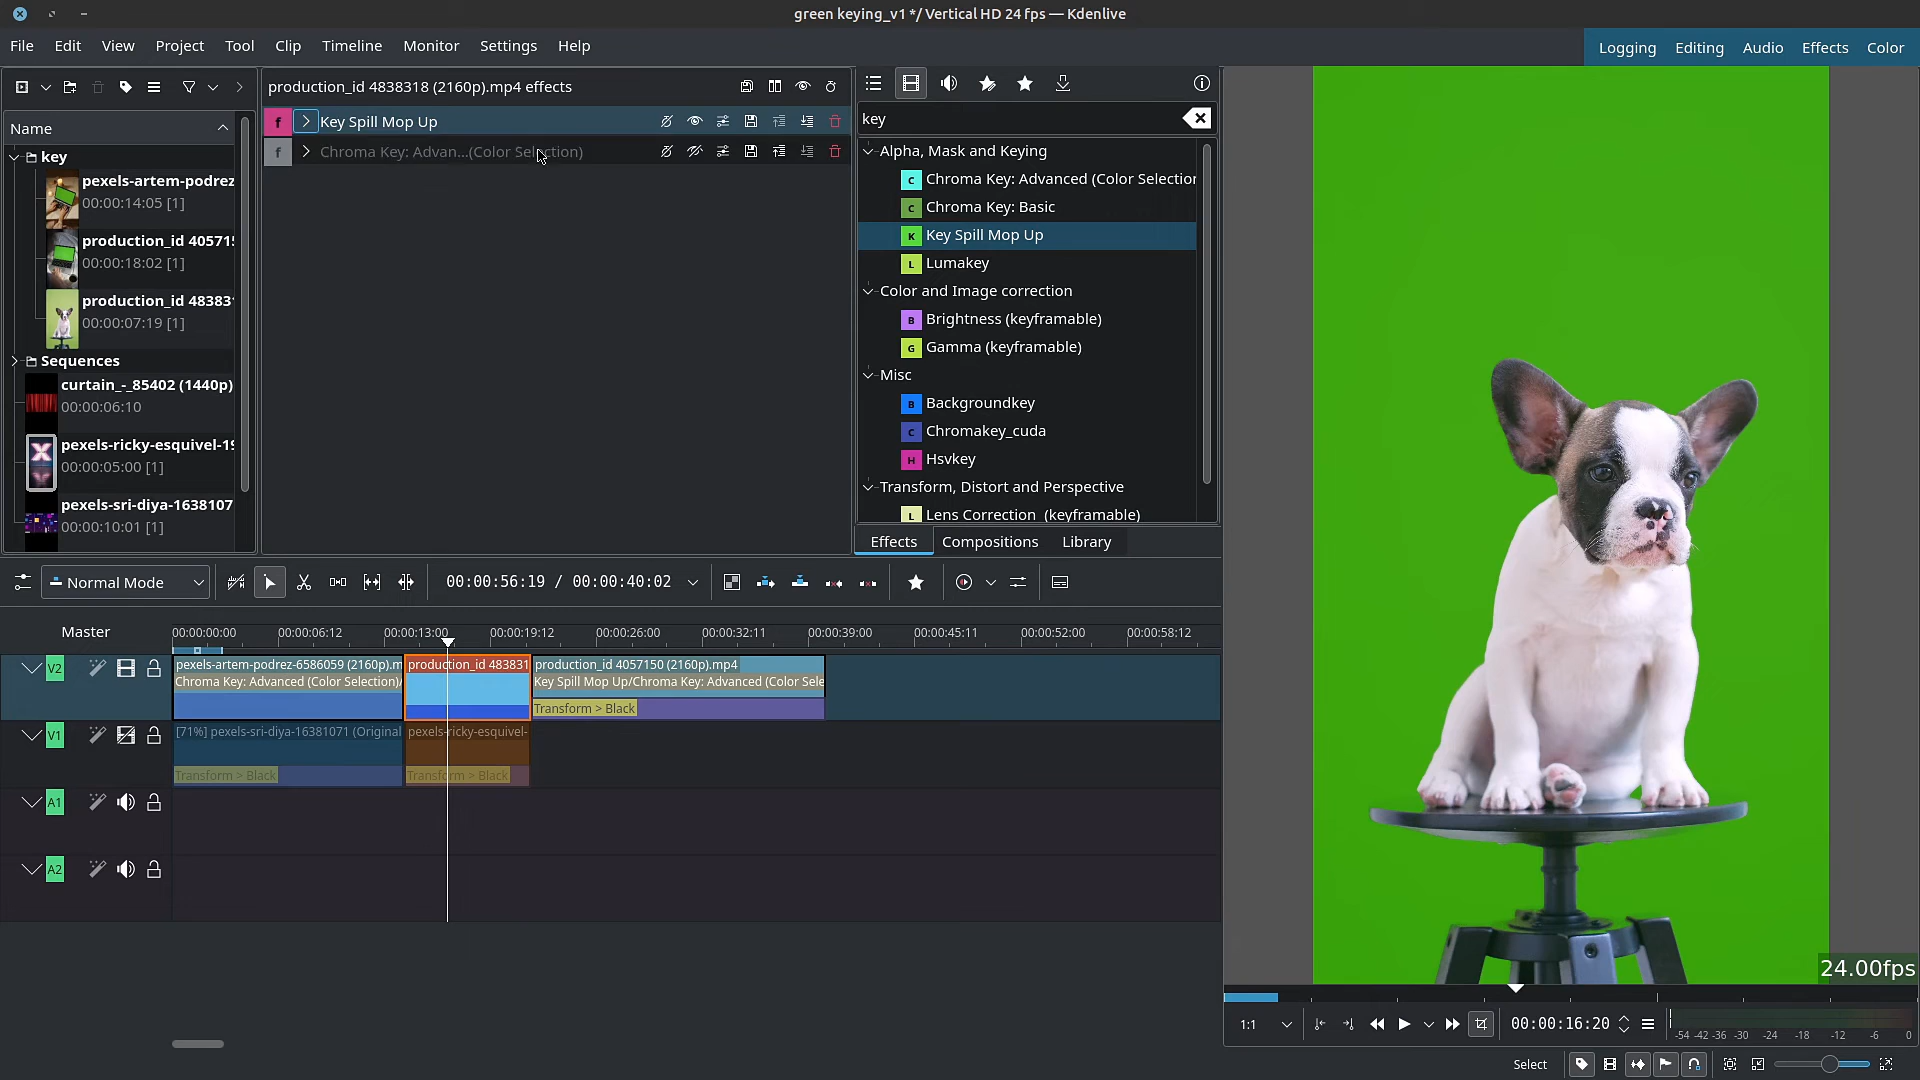 green keying_v1 */ Vertical HD 24 fps — Kdenlive
File Edit View Project Tool Clip Timeline Monitor Settings Help
Logging Editing Audio Effects Color
Name
key
pexels-artem-podrez
00:00:14:05 [1]
production_id 405715
00:00:18:02 [1]
production_id 483831
00:00:07:19 [1]
Sequences
curtain_-_85402 (1440p)
00:00:06:10
pexels-ricky-esquivel-19
00:00:05:00 [1]
pexels-sri-diya-1638107
00:00:10:01 [1]
production_id 4838318 (2160p).mp4 effects
f Key Spill Mop Up
f Chroma Key: Advan...(Color Selection)
key
Alpha, Mask and Keying
C Chroma Key: Advanced (Color Selection
C Chroma Key: Basic
K Key Spill Mop Up
L Lumakey
Color and Image correction
B Brightness (keyframable)
G Gamma (keyframable)
Misc
B Backgroundkey
C Chromakey_cuda
H Hsvkey
Transform, Distort and Perspective
L Lens Correction (keyframable)
Effects Compositions Library
Normal Mode
00:00:56:19 / 00:00:40:02
Master
00:00:00:00 00:00:06:12 00:00:13:00 00:00:19:12 00:00:26:00 00:00:32:11 00:00:39:00 00:00:45:11 00:00:52:00 00:00:58:12
V2
pexels-artem-podrez-6586059 (2160p).m
Chroma Key: Advanced (Color Selection)/
production_id 483831
production_id 4057150 (2160p).mp4
Key Spill Mop Up/Chroma Key: Advanced (Color Sele
Transform > Black
V1
[71%] pexels-sri-diya-16381071 (Original
Transform > Black
pexels-ricky-esquivel-
Transform > Black
A1
A2
24.00fps
1:1
00:00:16:20
-54 -42 -36 -30 -24 -18 -12 -6 0
Select